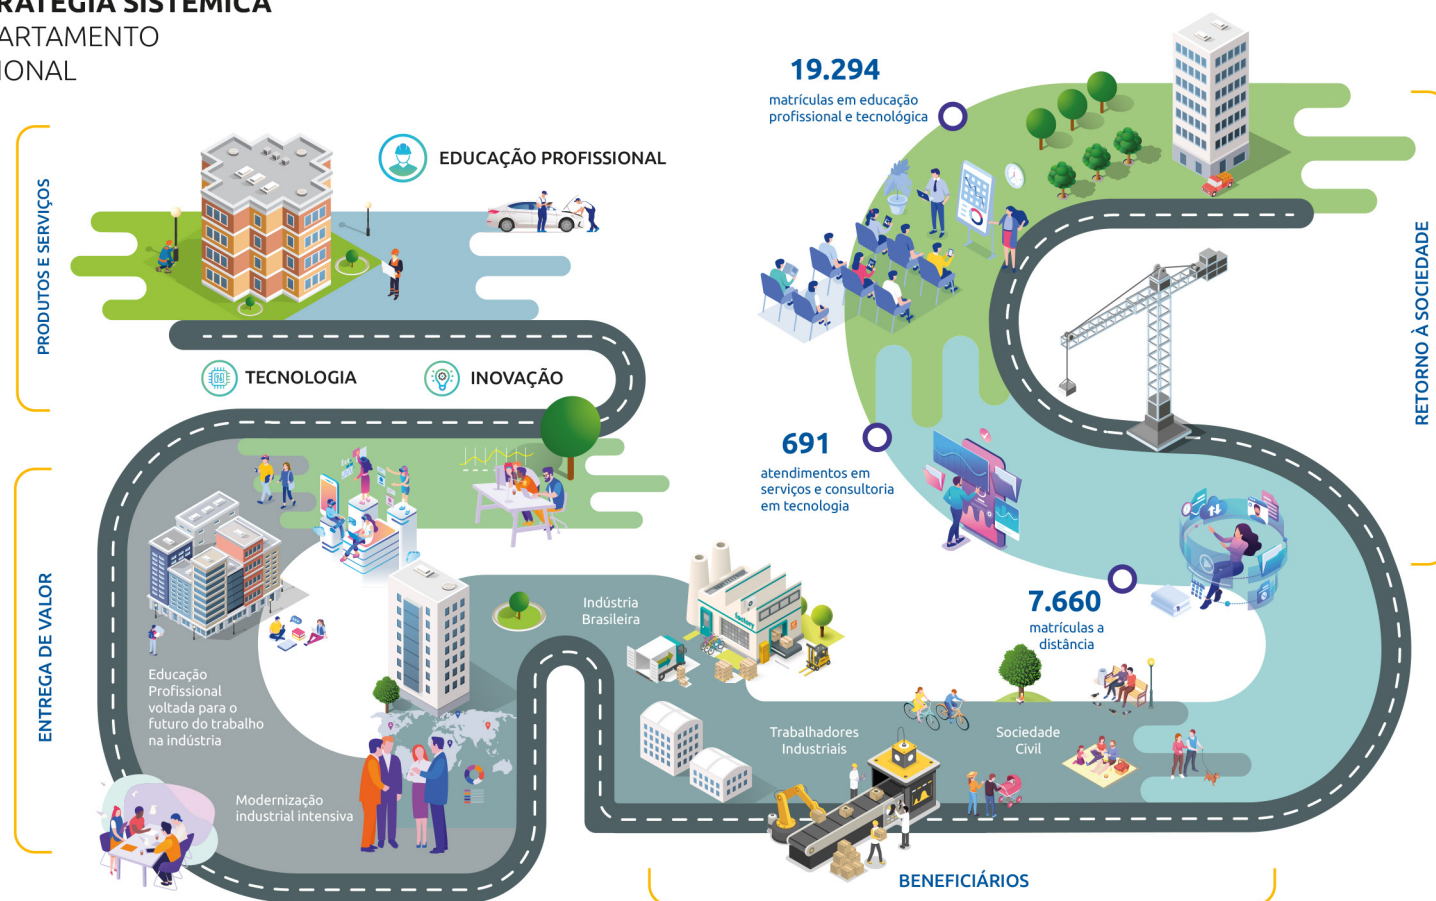 RATÉGIA SISTÊMICA
ARTAMENTO
IONAL
PRODUTOS E SERVIÇOS
EDUCAÇÃO PROFISSIONAL
TECNOLOGIA
INOVAÇÃO
ENTREGA DE VALOR
Educação
Profissional
voltada para o
futuro do trabalho
na indústria
Modernização
industrial intensiva
Indústria
Brasileira
factory
Trabalhadores
Industriais
Sociedade
Civil
BENEFICIÁRIOS
19.294
matrículas em educação
profissional e tecnológica
691
atendimentos em
serviços e consultoria
em tecnologia
7.660
matrículas a
distância
RETORNO À SOCIEDADE